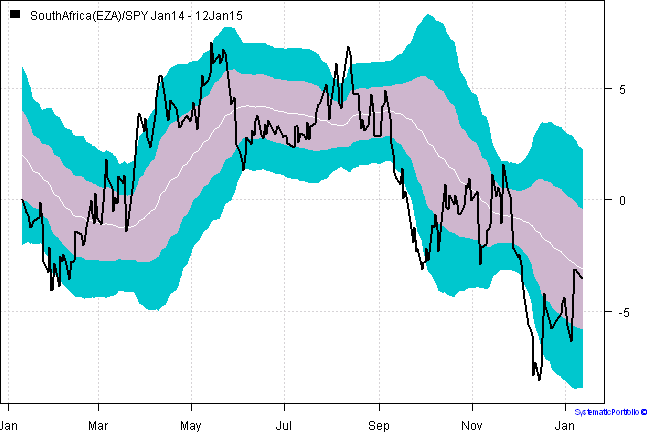 SouthAfrica(EZA)/SPY Jan14 - 12Jan15
5
0
-5
Jan Mar May Jul Sep Nov Jan
SystematicPortfolio ©